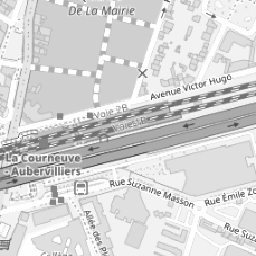 De La Mairie
Avenue Victor Hugo
Voie 2B
Voie 1B
La Courneuve
- Aubervilliers
Rue Suzanne Masson
Rue Émile Zo
Allée des